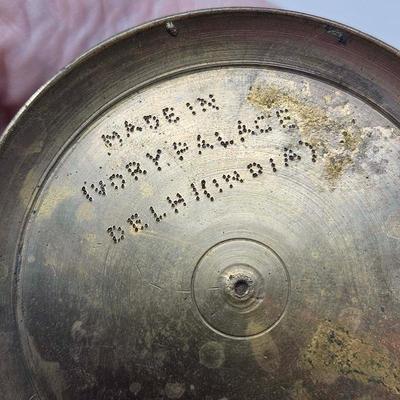 MADE IN
IVORY PALACE
DELHI (INDIA)